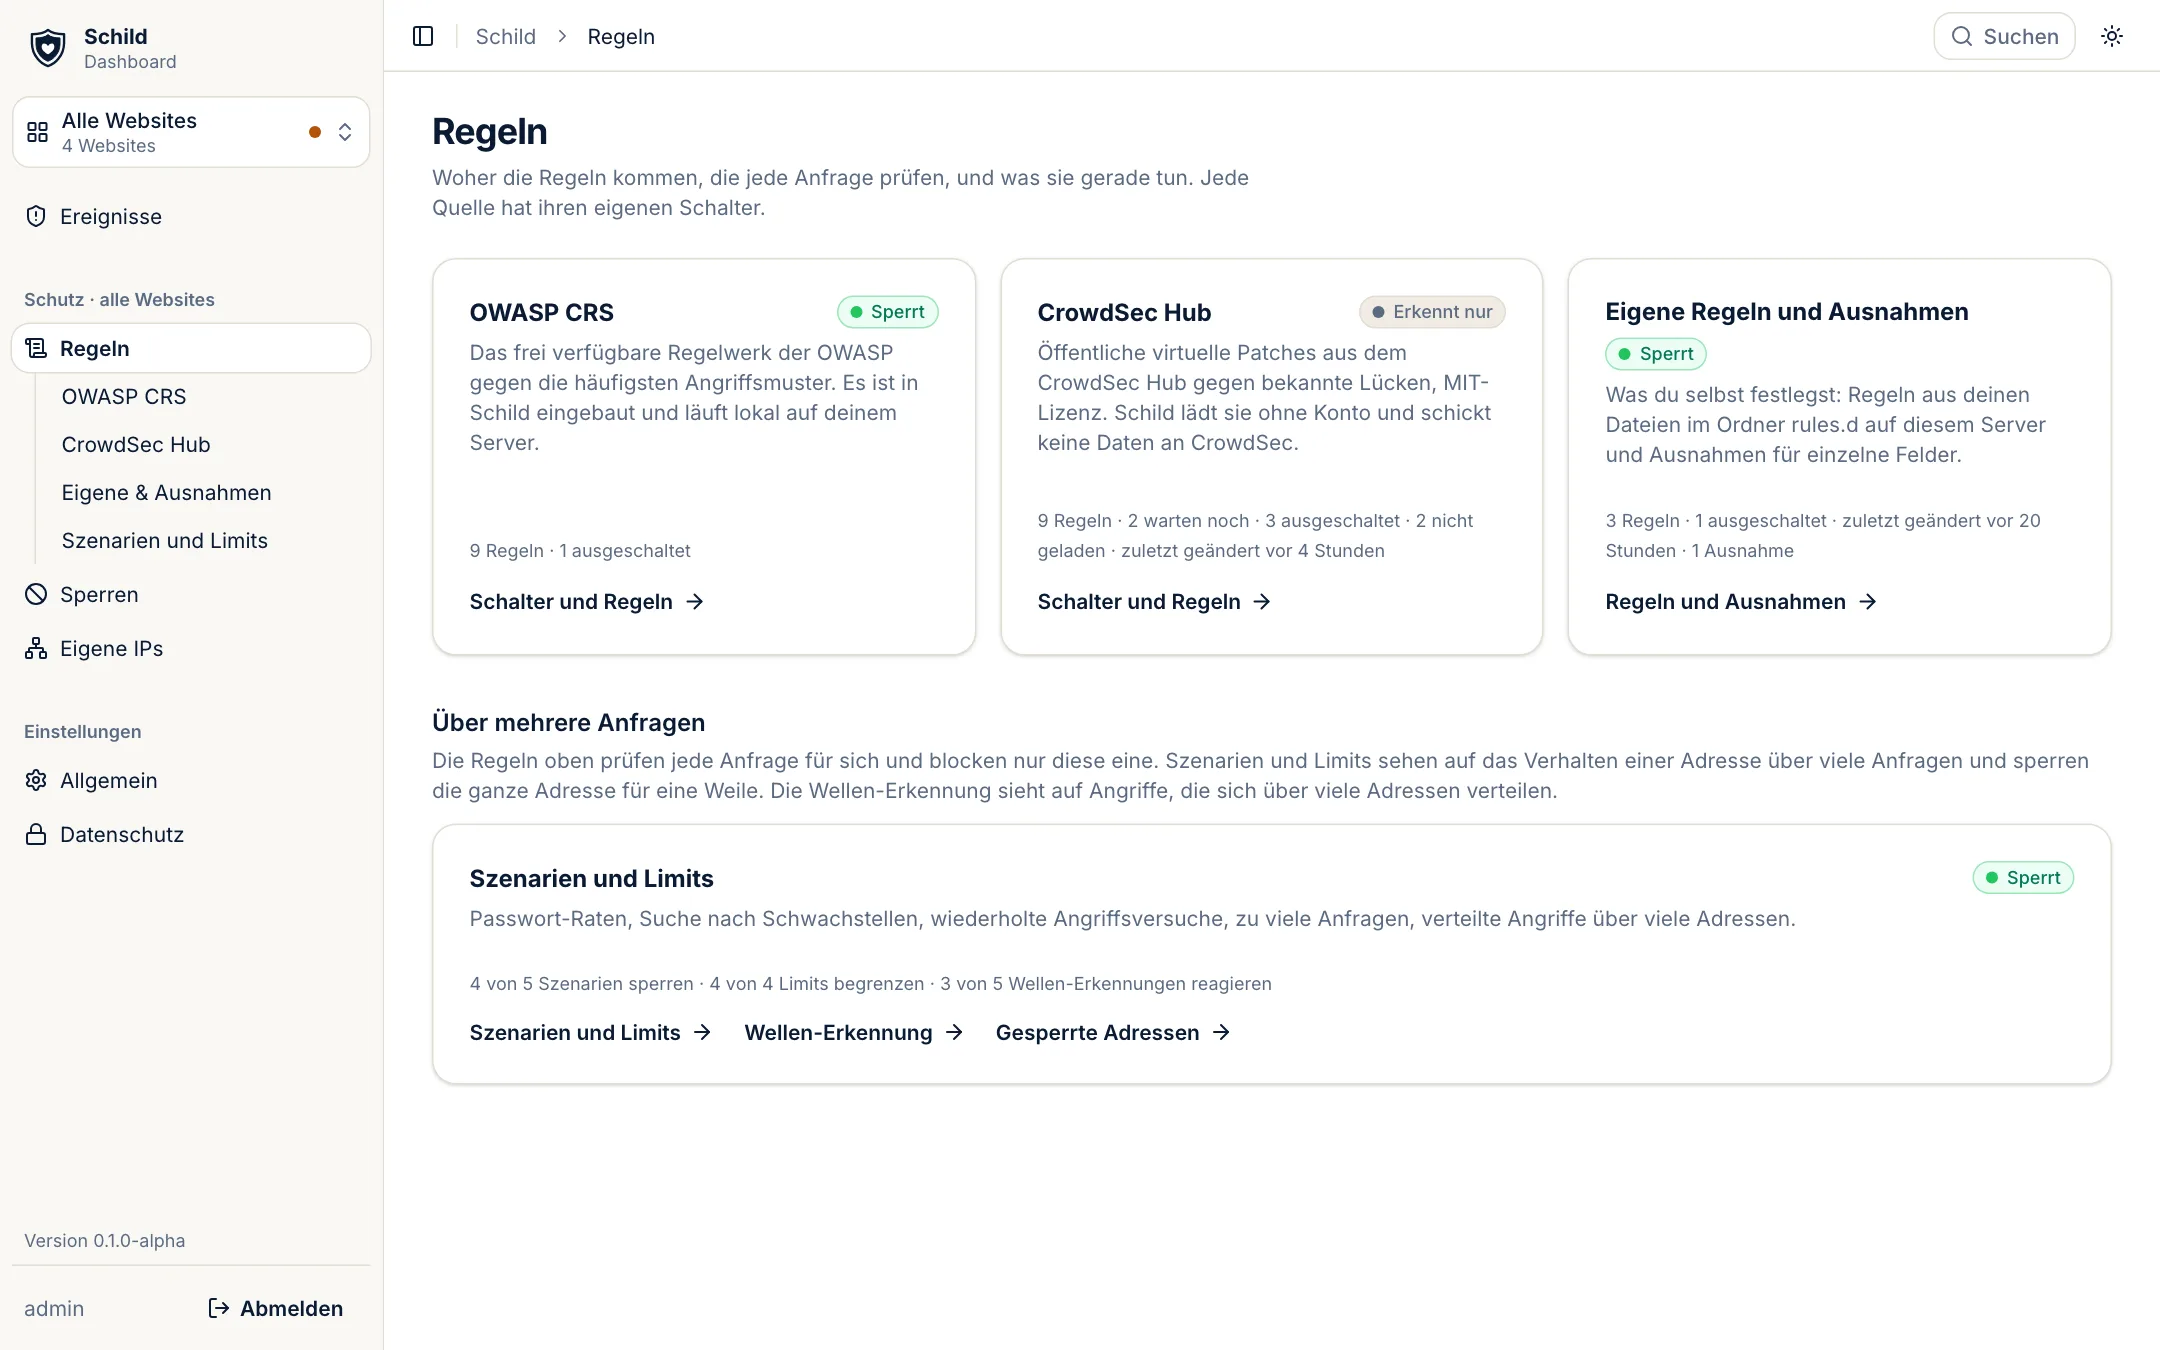 Schild
Dashboard
Alle Websites
4 Websites
Ereignisse
Schutz · alle Websites
Regeln
OWASP CRS
CrowdSec Hub
Eigene & Ausnahmen
Szenarien und Limits
Sperren
Eigene IPs
Einstellungen
Allgemein
Datenschutz
Version 0.1.0-alpha
admin
Abmelden
Schild
Regeln
Suchen
Regeln
Woher die Regeln kommen, die jede Anfrage prüfen, und was sie gerade tun. Jede
Quelle hat ihren eigenen Schalter.
OWASP CRS
Sperrt
Das frei verfügbare Regelwerk der OWASP
gegen die häufigsten Angriffsmuster. Es ist in
Schild eingebaut und läuft lokal auf deinem
Server.
9 Regeln · 1 ausgeschaltet
Schalter und Regeln
CrowdSec Hub
Erkennt nur
Öffentliche virtuelle Patches aus dem
CrowdSec Hub gegen bekannte Lücken, MIT-
Lizenz. Schild lädt sie ohne Konto und schickt
keine Daten an CrowdSec.
9 Regeln · 2 warten noch · 3 ausgeschaltet · 2 nicht
geladen · zuletzt geändert vor 4 Stunden
Schalter und Regeln
Eigene Regeln und Ausnahmen
Sperrt
Was du selbst festlegst: Regeln aus deinen
Dateien im Ordner rules.d auf diesem Server
und Ausnahmen für einzelne Felder.
3 Regeln · 1 ausgeschaltet · zuletzt geändert vor 20
Stunden · 1 Ausnahme
Regeln und Ausnahmen
Über mehrere Anfragen
Die Regeln oben prüfen jede Anfrage für sich und blocken nur diese eine. Szenarien und Limits sehen auf das Verhalten einer Adresse über viele Anfragen und sperren
die ganze Adresse für eine Weile. Die Wellen-Erkennung sieht auf Angriffe, die sich über viele Adressen verteilen.
Szenarien und Limits
Sperrt
Passwort-Raten, Suche nach Schwachstellen, wiederholte Angriffsversuche, zu viele Anfragen, verteilte Angriffe über viele Adressen.
4 von 5 Szenarien sperren · 4 von 4 Limits begrenzen · 3 von 5 Wellen-Erkennungen reagieren
Szenarien und Limits
Wellen-Erkennung
Gesperrte Adressen